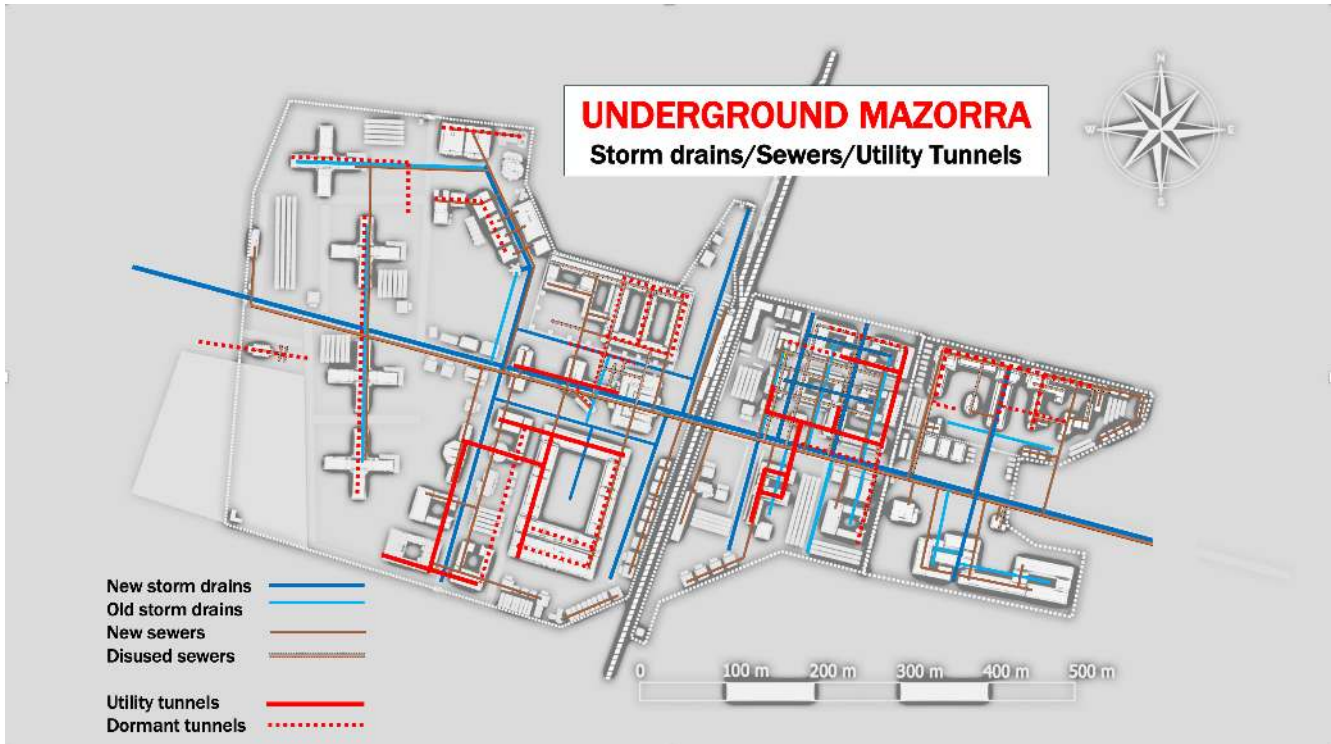 UNDERGROUND MAZORRA
Storm drains/Sewers/Utility Tunnels
N
W
E
S
New storm drains
Old storm drains
New sewers
Disused sewers
Utility tunnels
Dormant tunnels
0 100 m 200 m 300 m 400 m 500 m